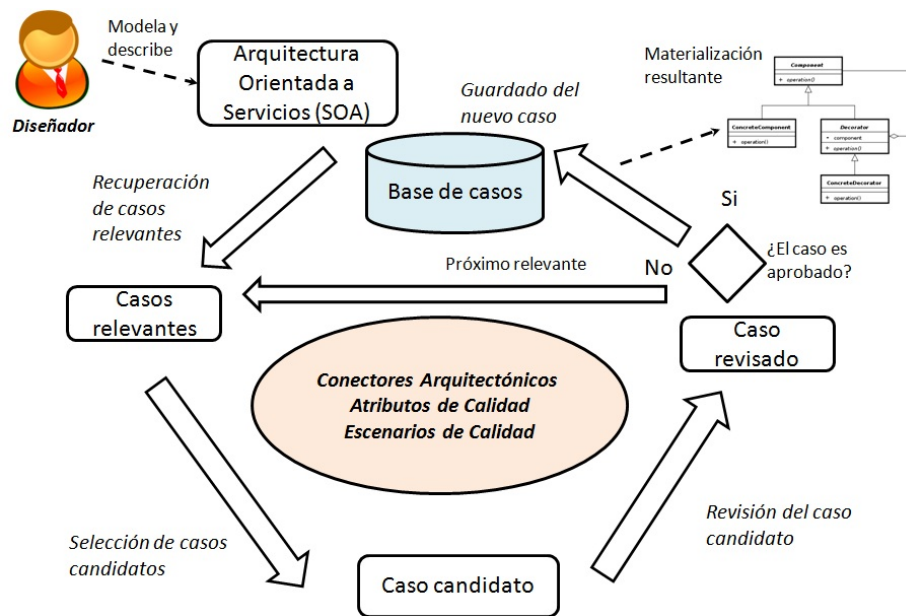 Modela y
describe
Diseñador
Arquitectura
Orientada a
Servicios (SOA)
Guardado del
nuevo caso
Materialización
resultante
Component
+ operation()
ConcreteComponent
+ operation()
Decorator
- component
+ operation()
ConcreteDecorator
+ operation()
Base de casos
Recuperación
de casos
relevantes
Si
¿El caso es
aprobado?
No
Próximo relevante
Casos
relevantes
Caso
revisado
Conectores Arquitectónicos
Atributos de Calidad
Escenarios de Calidad
Selección de casos
candidatos
Revisión del caso
candidato
Caso candidato